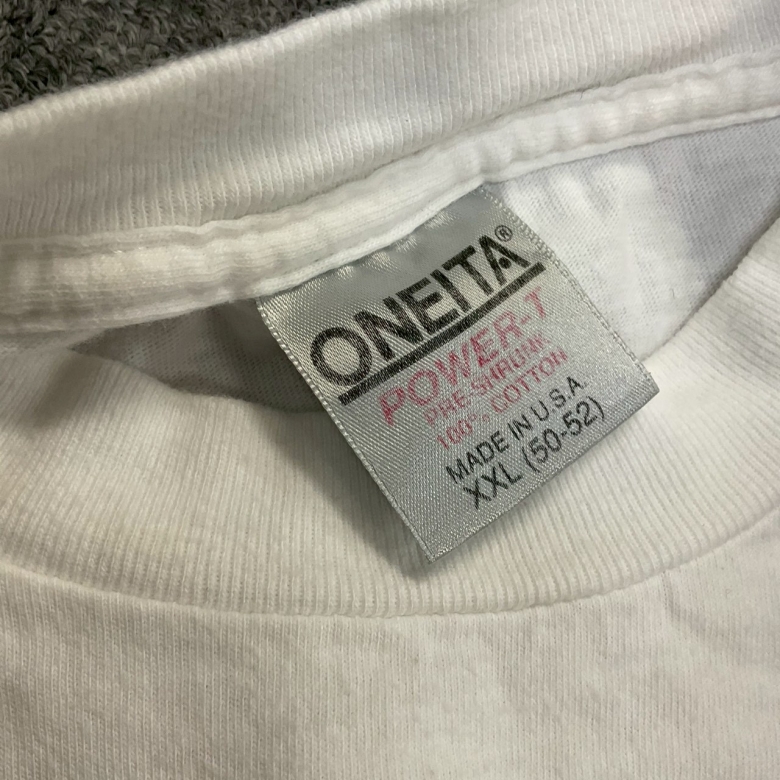 ONEITA®
POWER-T
PRE-SHRUNK
100% COTTON
MADE IN U.S.A.
XXL (50-52)